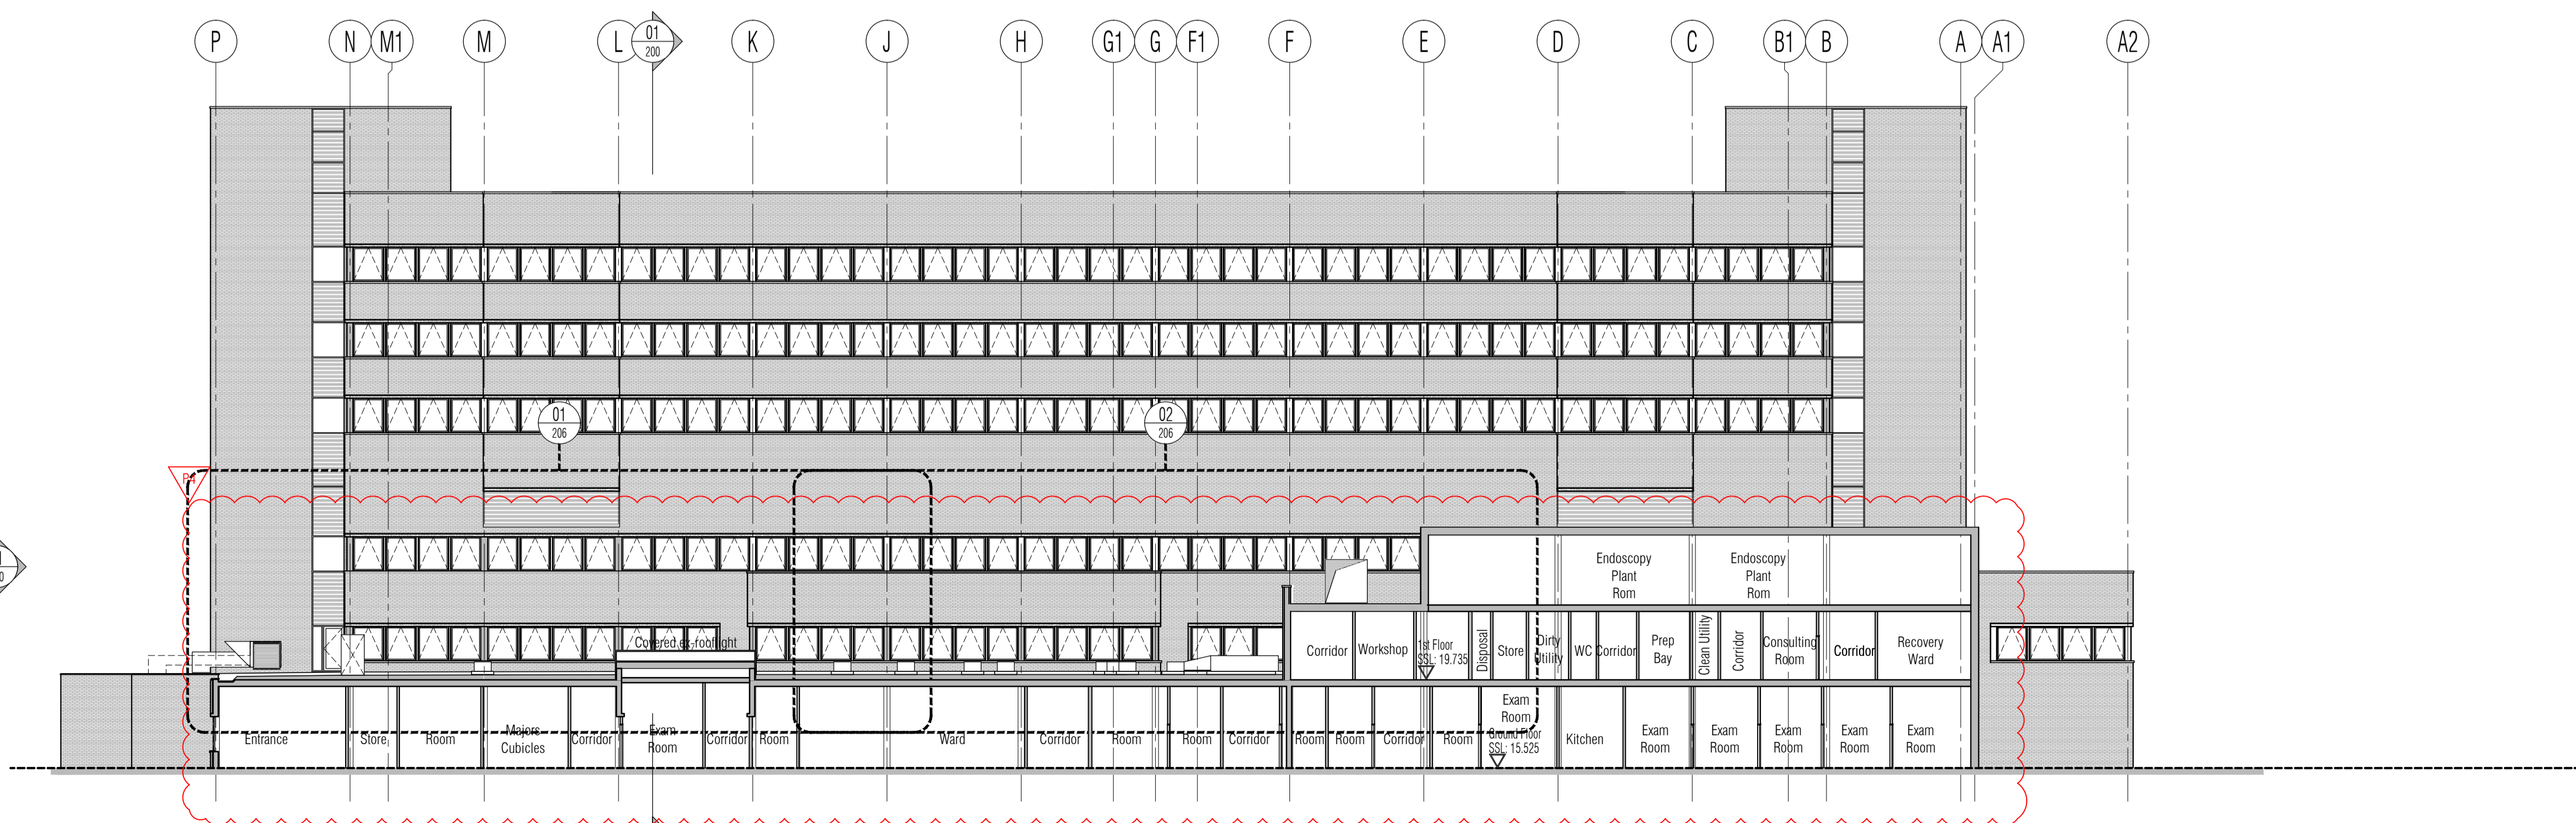 P N M1 M L 01 K J H G1 G F1 F E D C B1 B A A1 A2
200
01 02
206 206
P4
Endoscopy Endoscopy
Plant Plant
Rom Rom
Covered ex-rooflight
Corridor Workshop
1st Floor
SSL: 19.735
Disposal
Store
Dirty
Utility
WC Corridor
Prep
Bay
Clean Utility
Corridor
Consulting
Room
Corridor
Recovery
Ward
Entrance
Store
Room
Majors
Cubicles
Corridor
Exam
Room
Corridor
Room
Ward
Corridor
Room
Room
Corridor
Room
Room
Corridor
Room
Exam
Room
Ground Floor
SSL: 15.525
Kitchen
Exam
Room
Exam
Room
Exam
Room
Exam
Room
Exam
Room